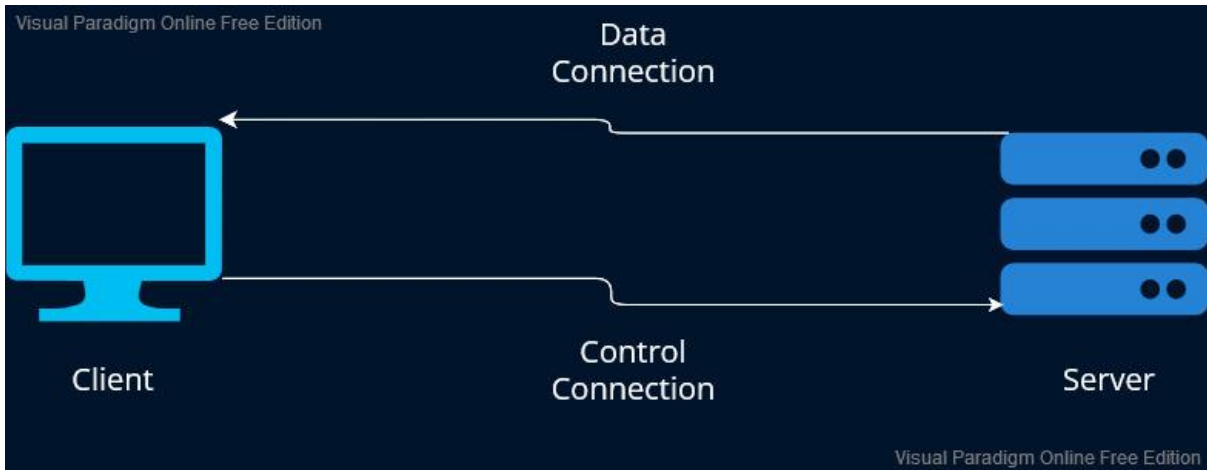 Visual Paradigm Online Free Edition
Data
Connection
Control
Connection
Client
Server
Visual Paradigm Online Free Edition